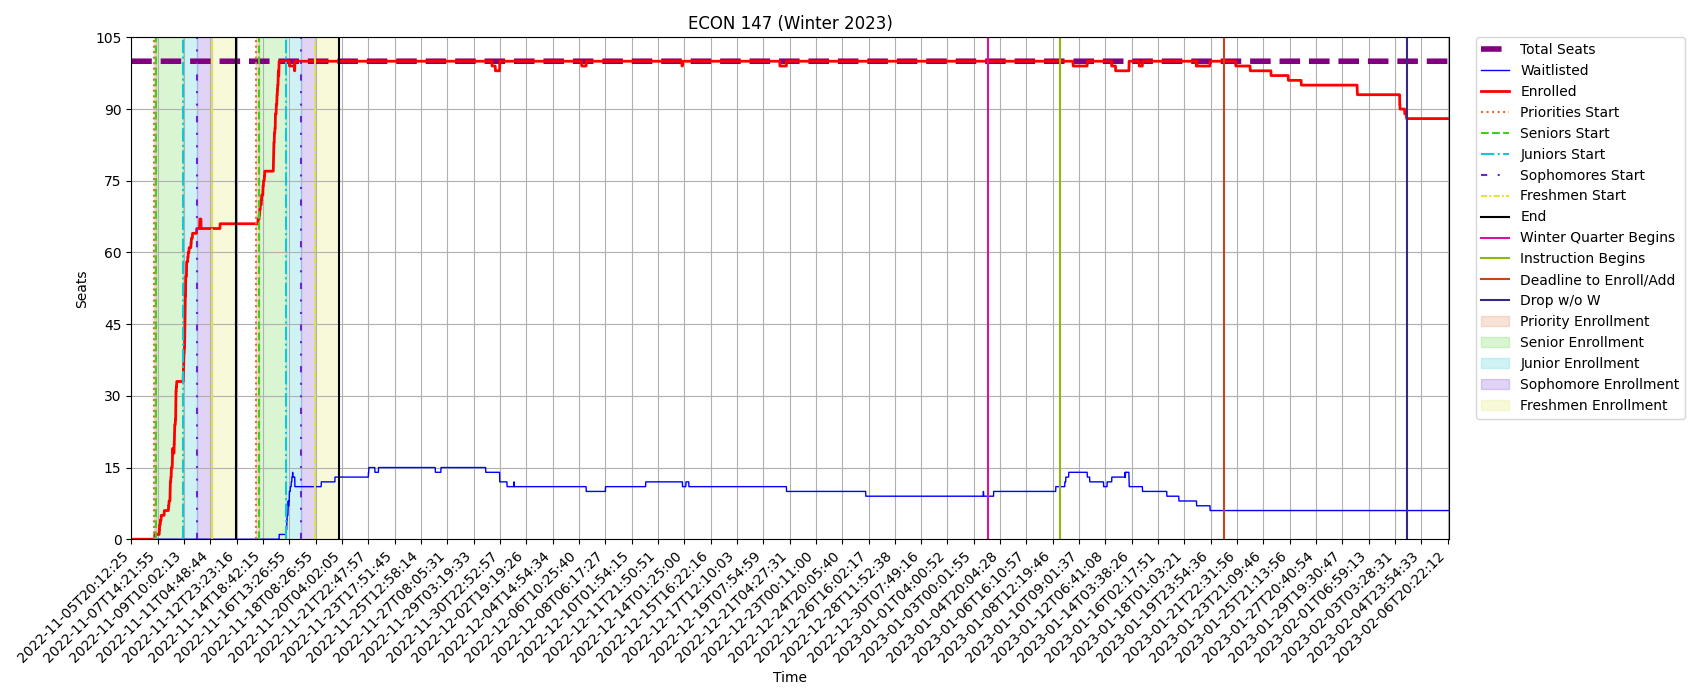 ECON 147 (Winter 2023)
105
90
75
60
45
30
15
0
Seats
2022-11-05T20:12:25
2022-11-07T14:21:55
2022-11-09T10:02:13
2022-11-11T04:48:44
2022-11-12T23:23:16
2022-11-14T18:42:15
2022-11-16T13:26:55
2022-11-18T08:26:55
2022-11-20T04:02:05
2022-11-21T22:47:57
2022-11-23T17:51:45
2022-11-25T12:58:14
2022-11-27T08:05:31
2022-11-29T03:19:33
2022-11-30T22:52:57
2022-12-02T19:19:26
2022-12-04T14:54:34
2022-12-06T10:25:40
2022-12-08T06:17:27
2022-12-10T01:54:15
2022-12-11T21:50:51
2022-12-14T01:25:00
2022-12-15T16:22:16
2022-12-17T12:10:03
2022-12-19T07:54:59
2022-12-21T04:27:31
2022-12-23T00:11:00
2022-12-24T20:05:40
2022-12-26T16:02:17
2022-12-28T11:52:38
2022-12-30T07:49:16
2023-01-01T04:00:52
2023-01-03T00:01:55
2023-01-04T20:04:28
2023-01-06T16:10:57
2023-01-08T12:19:46
2023-01-10T09:01:37
2023-01-12T06:41:08
2023-01-14T03:38:26
2023-01-16T02:17:51
2023-01-18T01:03:21
2023-01-19T23:54:36
2023-01-21T22:31:56
2023-01-23T21:09:46
2023-01-25T21:13:56
2023-01-27T20:40:54
2023-01-29T19:30:47
2023-02-01T06:59:13
2023-02-03T03:28:31
2023-02-04T23:54:33
2023-02-06T20:22:12
Time
Total Seats
Waitlisted
Enrolled
Priorities Start
Seniors Start
Juniors Start
Sophomores Start
Freshmen Start
End
Winter Quarter Begins
Instruction Begins
Deadline to Enroll/Add
Drop w/o W
Priority Enrollment
Senior Enrollment
Junior Enrollment
Sophomore Enrollment
Freshmen Enrollment